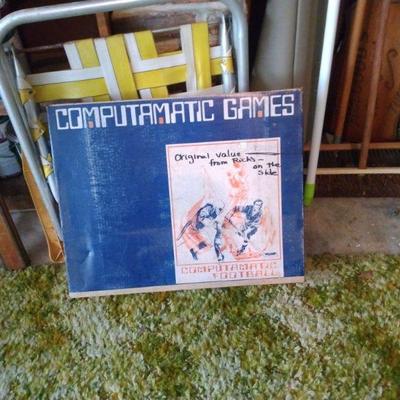 COMPUTAMATIC GAMES
Original value
from Rick's
on the
Side
COMPUTAMATIC
FOOTBALL